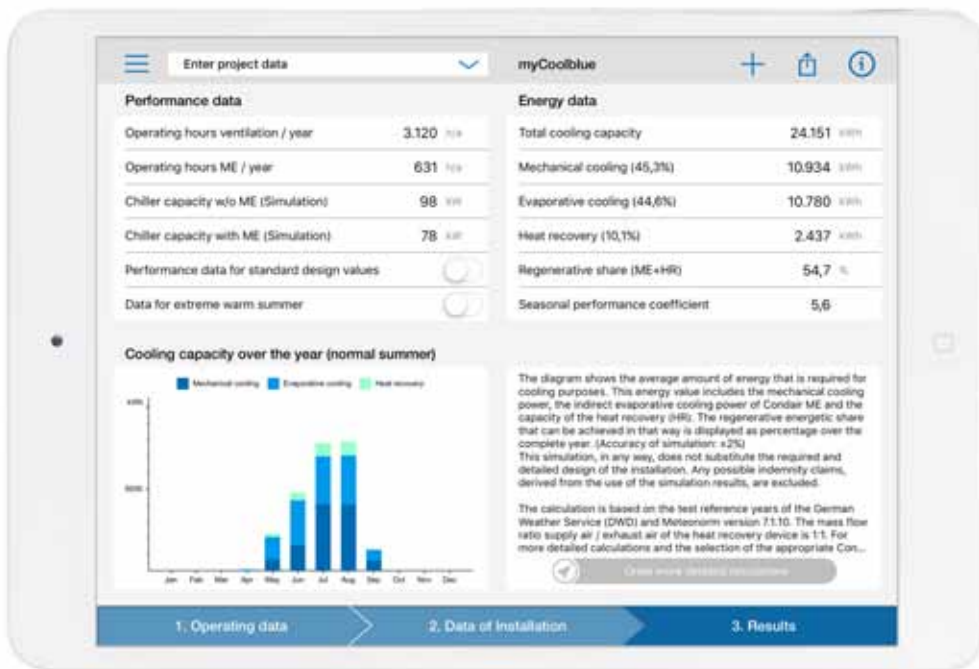 Enter project data
myCoolblue
Performance data
Operating hours ventilation / year 3.120 h/a
Operating hours ME / year 631 h/a
Chiller capacity w/o ME (Simulation) 98 kW
Chiller capacity with ME (Simulation) 78 kW
Performance data for standard design values
Data for extreme warm summer
Energy data
Total cooling capacity 24.151 kWh
Mechanical cooling (45,3%) 10.934 kWh
Evaporative cooling (44,6%) 10.780 kWh
Heat recovery (10,1%) 2.437 kWh
Regenerative share (ME+HR) 54,7 %
Seasonal performance coefficient 5,6
Cooling capacity over the year (normal summer)
Mechanical cooling Evaporative cooling Heat recovery
kWh
Jan Feb Mar Apr May Jun Jul Aug Sep Oct Nov Dec
The diagram shows the average amount of energy that is required for
cooling purposes. This energy value includes the mechanical cooling
power, the indirect evaporative cooling power of Condair ME and the
capacity of the heat recovery (HR). The regenerative energetic share
that can be achieved in that way is displayed as percentage over the
complete year. (Accuracy of simulation: ±2%)
This simulation, in any way, does not substitute the required and
detailed design of the installation. Any possible indemnity claims,
derived from the use of the simulation results, are excluded.
The calculation is based on the test reference years of the German
Weather Service (DWD) and Meteonorm version 7.1.10. The mass flow
ratio supply air / exhaust air of the heat recovery device is 1:1. For
more detailed calculations and the selection of the appropriate Con...
more detailed calculations
1. Operating data
2. Data of Installation
3. Results